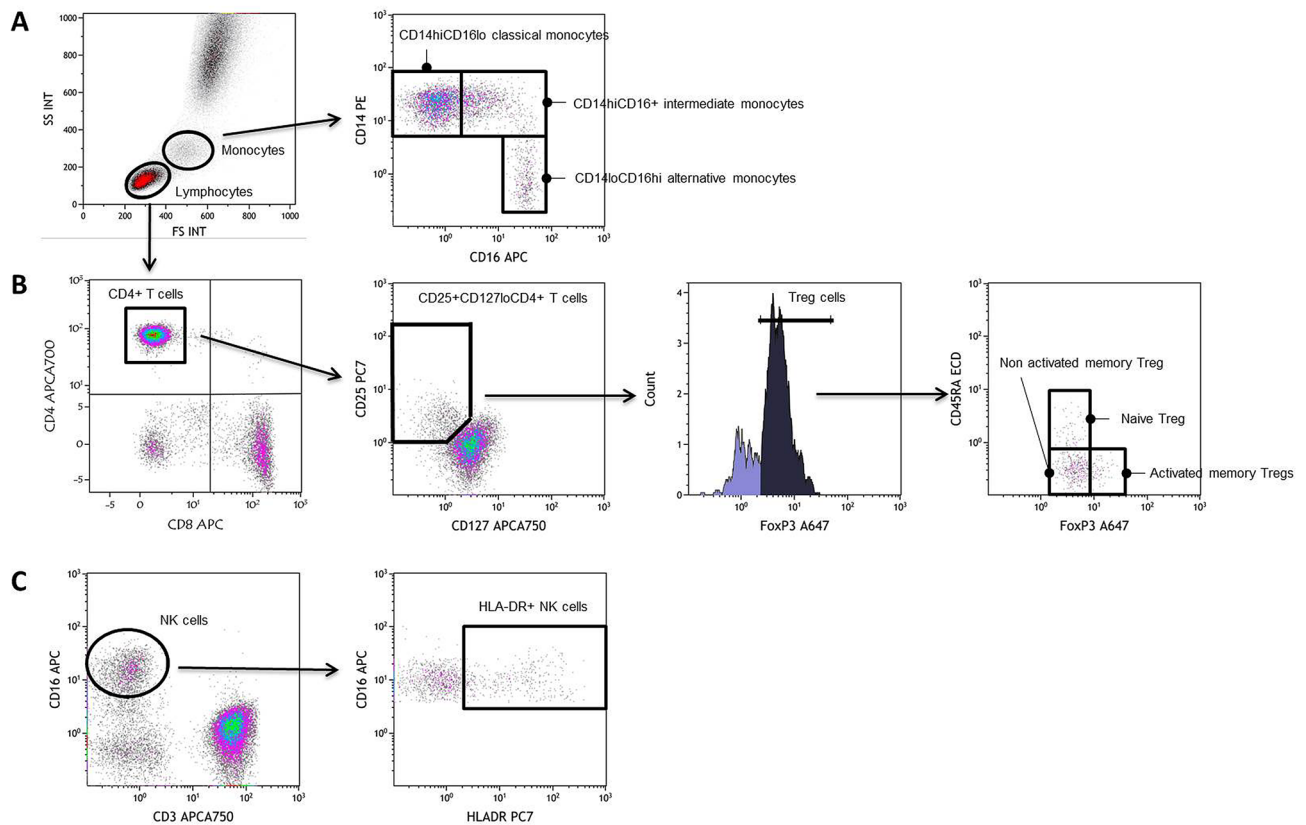 A
1000
800
600
400
200
0
SS INT
Monocytes
Lymphocytes
0 200 400 600 800 1000
FS INT
10³
10²
10¹
10⁰
CD14 PE
CD14hiCD16lo classical monocytes
CD14hiCD16+ intermediate monocytes
CD14loCD16hi alternative monocytes
10⁰ 10¹ 10² 10³
CD16 APC
B
10³
10²
10¹
5
0
-5
CD4 APCA700
CD4+ T cells
-5 0 10¹ 10² 10³
CD8 APC
10³
10²
10¹
10⁰
CD25 PC7
CD25+CD127loCD4+ T cells
10⁰ 10¹ 10² 10³
CD127 APCA750
4
3
2
1
0
Count
Treg cells
10⁰ 10¹ 10² 10³
FoxP3 A647
10³
10²
10¹
10⁰
CD45RA ECD
Non activated memory Treg
Naive Treg
Activated memory Tregs
10⁰ 10¹ 10² 10³
FoxP3 A647
C
10³
10²
10¹
10⁰
CD16 APC
NK cells
10⁰ 10¹ 10² 10³
CD3 APCA750
10³
10²
10¹
10⁰
CD16 APC
HLA-DR+ NK cells
10⁰ 10¹ 10² 10³
HLADR PC7